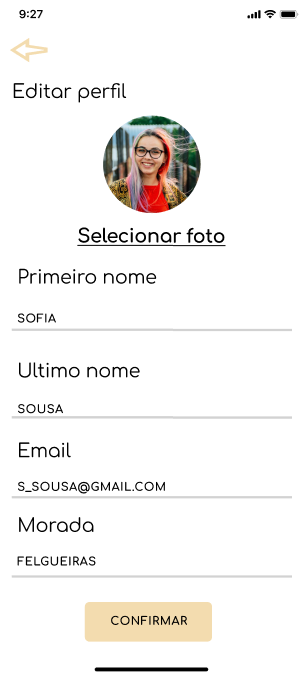 9:27
Editar perfil
Selecionar foto
Primeiro nome
SOFIA
Ultimo nome
SOUSA
Email
S_SOUSA@GMAIL.COM
Morada
FELGUEIRAS
CONFIRMAR